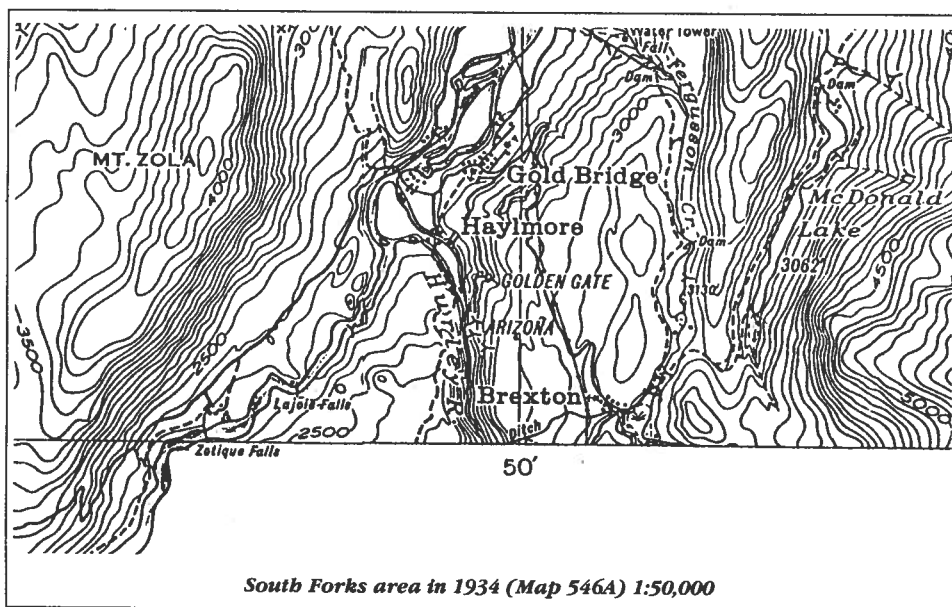 3000
Water Tower
Fall
Dam
Ferguson Cr.
Dam
MT. ZOLA
4000
3000
Gold Bridge
McDonald
Lake
Haylmore
Dam
3062
4500
GOLDEN GATE
3130
Hurley R.
ARIZONA
3500
2500
Brexton
Lajoie Falls
5000
2500
Ditch
Zotique Falls
50'
South Forks area in 1934 (Map 546A) 1:50,000